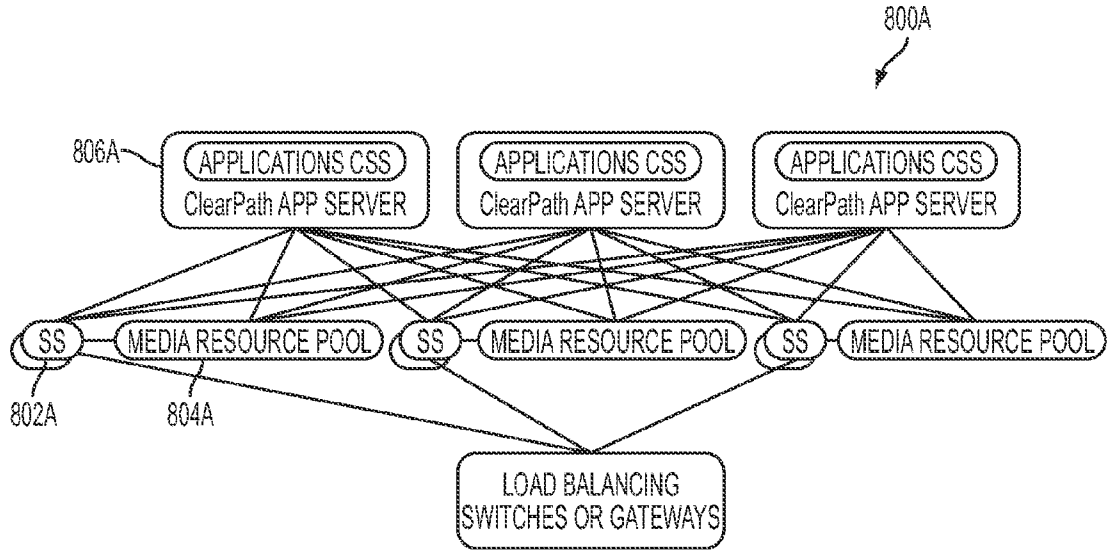 800A
806A
APPLICATIONS CSS
ClearPath APP SERVER
APPLICATIONS CSS
ClearPath APP SERVER
APPLICATIONS CSS
ClearPath APP SERVER
SS
MEDIA RESOURCE POOL
SS
MEDIA RESOURCE POOL
SS
MEDIA RESOURCE POOL
802A
804A
LOAD BALANCING
SWITCHES OR GATEWAYS